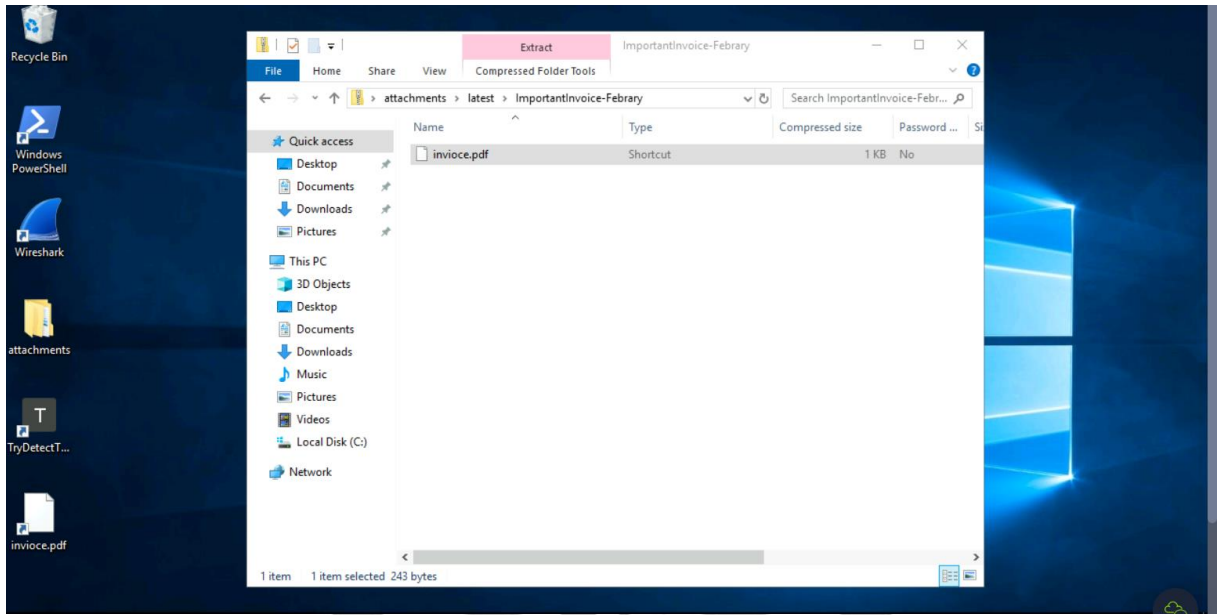 Recycle Bin
Windows
PowerShell
Wireshark
attachments
TryDetectT...
invioce.pdf
Extract
ImportantInvoice-Febrary
File Home Share View Compressed Folder Tools
attachments › latest › ImportantInvoice-Febrary
Search ImportantInvoice-Febr...
Quick access
Desktop
Documents
Downloads
Pictures
This PC
3D Objects
Desktop
Documents
Downloads
Music
Pictures
Videos
Local Disk (C:)
Network
Name Type Compressed size Password ... Si
invioce.pdf Shortcut 1 KB No
1 item 1 item selected 243 bytes